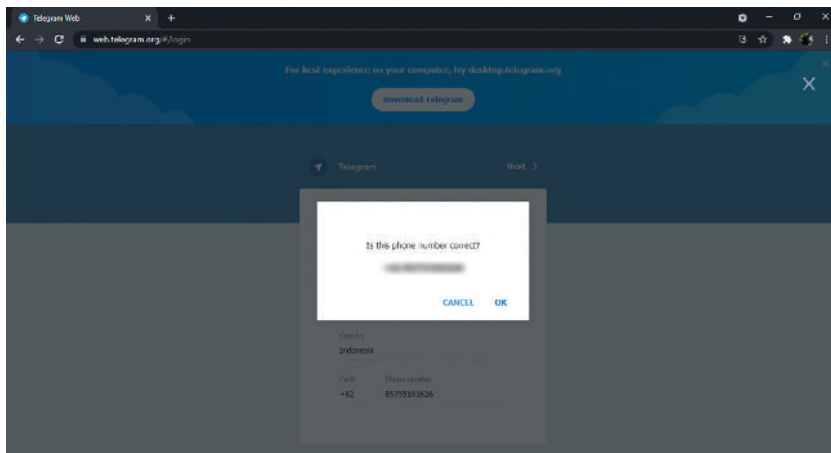 Telegram Web
web.telegram.org/#/login
For best experience on your computer, try desktop.telegram.org
Download Telegram
Telegram
Next
Is this phone number correct?
CANCEL
OK
Country
Indonesia
Code
Phone number
+62